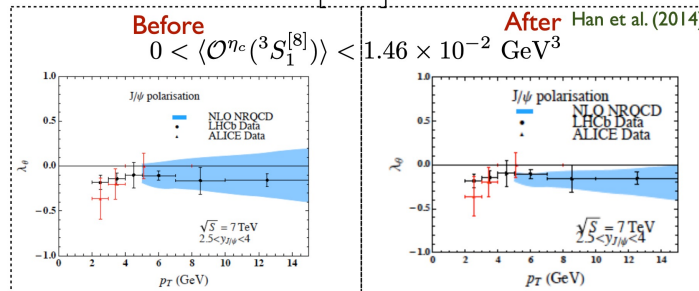 Before
After Han et al. (2014)
0 < ⟨O^{η_c}(^3S_1^{[8]})⟩ < 1.46 × 10^{-2} GeV^3
1.0
0.5
0.0
-0.5
-1.0
λ_θ
J/ψ polarisation
NLO NRQCD
LHCb Data
ALICE Data
√S = 7 TeV
2.5<y_{J/ψ}<4
0 2 4 6 8 10 12 14
p_T (GeV)
1.0
0.5
0.0
-0.5
-1.0
λ_θ
J/ψ polarisation
NLO NRQCD
LHCb Data
ALICE Data
√S = 7 TeV
2.5<y_{J/ψ}<4
0 2 4 6 8 10 12 14
p_T (GeV)